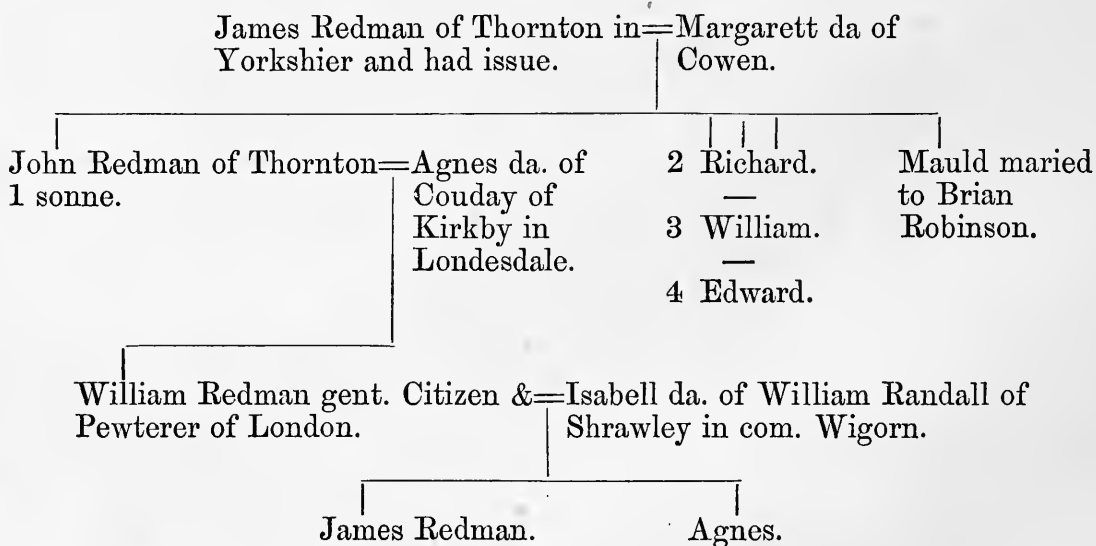 James Redman of Thornton in=Margarett da of
Yorkshier and had issue. Cowen.
John Redman of Thornton=Agnes da. of
1 sonne. Couday of
Kirkby in
Londesdale.
2 Richard.
—
3 William.
—
4 Edward.
Mauld maried
to Brian
Robinson.
William Redman gent. Citizen &=Isabell da. of William Randall of
Pewterer of London. Shrawley in com. Wigorn.
James Redman. Agnes.